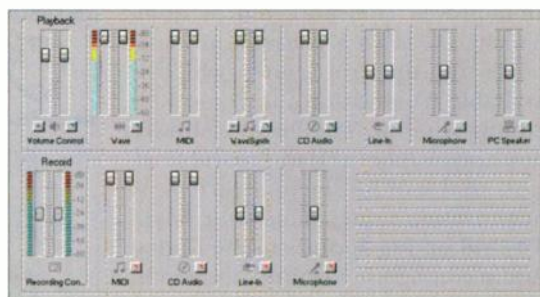 Playback
Volume Control Wave MIDI WaveSynth CD Audio Line-In Microphone PC Speaker
Record
Recording Con.. MIDI CD Audio Line-In Microphone